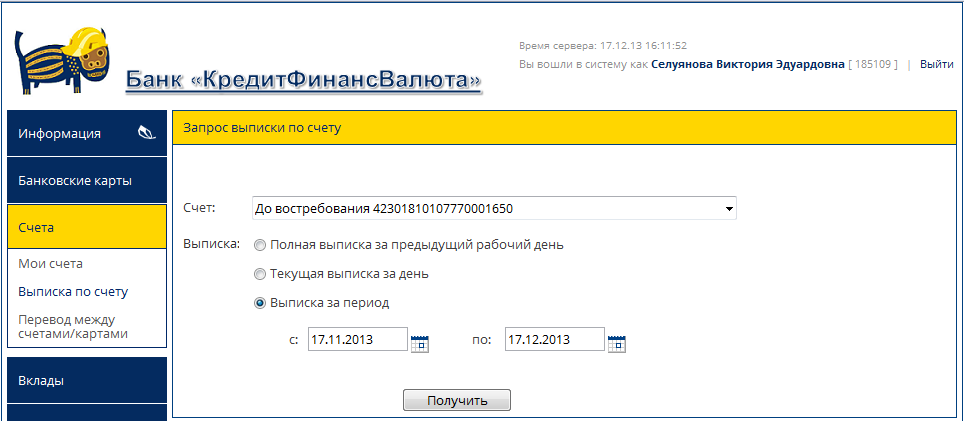 Время сервера: 17.12.13 16:11:52
Вы вошли в систему как Селуянова Виктория Эдуардовна [ 185109 ] | Выйти
Банк «КредитФинансВалюта»
Информация
Банковские карты
Счета
Мои счета
Выписка по счету
Перевод между
счетами/картами
Вклады
Запрос выписки по счету
Счет: До востребования 42301810107770001650
Выписка: Полная выписка за предыдущий рабочий день
Текущая выписка за день
Выписка за период
с: 17.11.2013 по: 17.12.2013
Получить